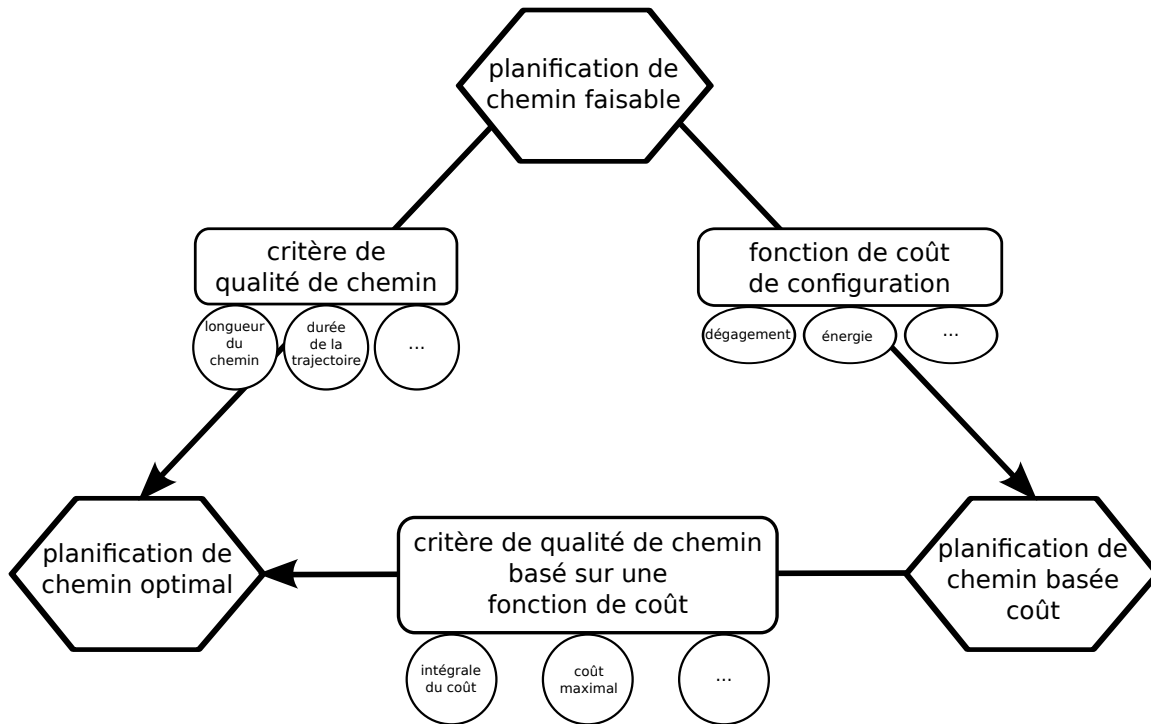 planification de
chemin faisable
critère de
qualité de chemin
longueur
du
chemin
durée
de la
trajectoire
...
fonction de coût
de configuration
dégagement
énergie
...
planification de
chemin optimal
critère de qualité de chemin
basé sur une
fonction de coût
intégrale
du coût
coût
maximal
...
planification de
chemin basée
coût